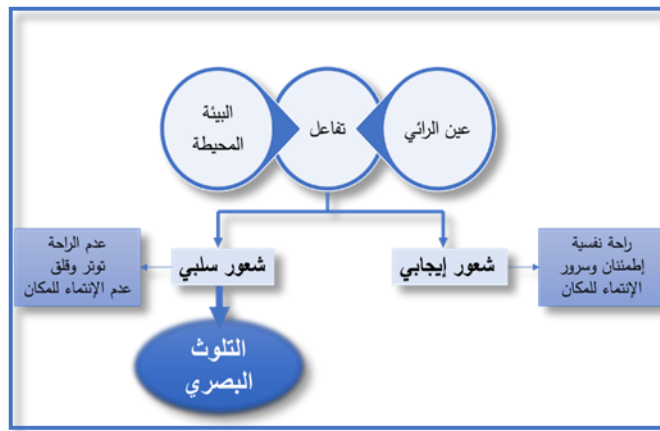 عين الرائي
تفاعل
البيئة
المحيطة
شعور إيجابي
راحة نفسية
إطمئنان وسرور
الإنتماء للمكان
شعور سلبي
عدم الراحة
توتر وقلق
عدم الإنتماء للمكان
التلوث
البصري